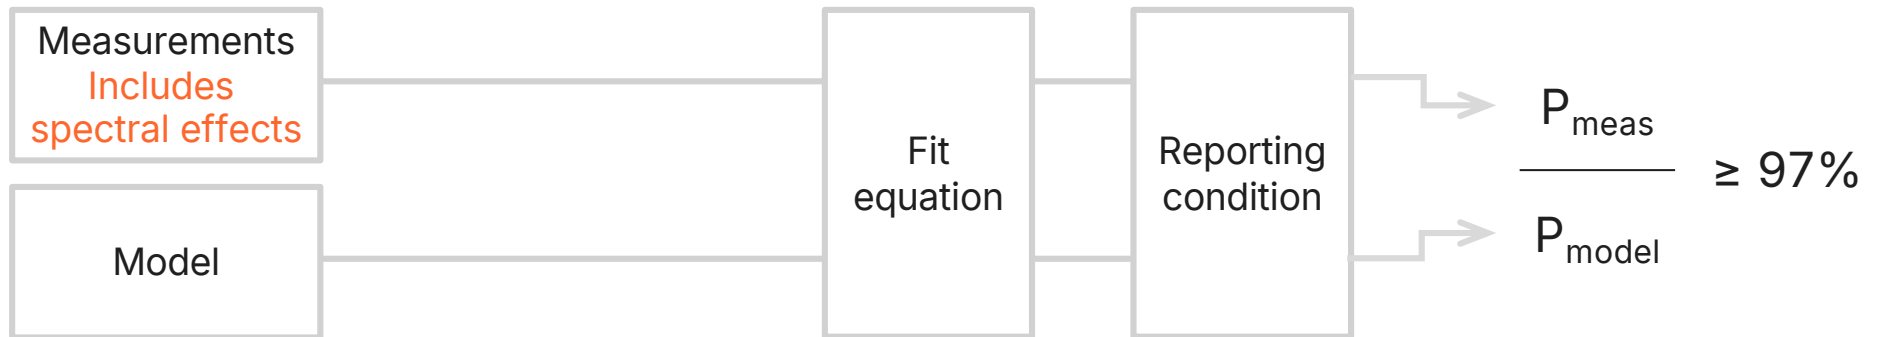 Measurements
Includes
spectral effects
Model
Fit
equation
Reporting
condition
Pmeas
Pmodel
≥ 97%